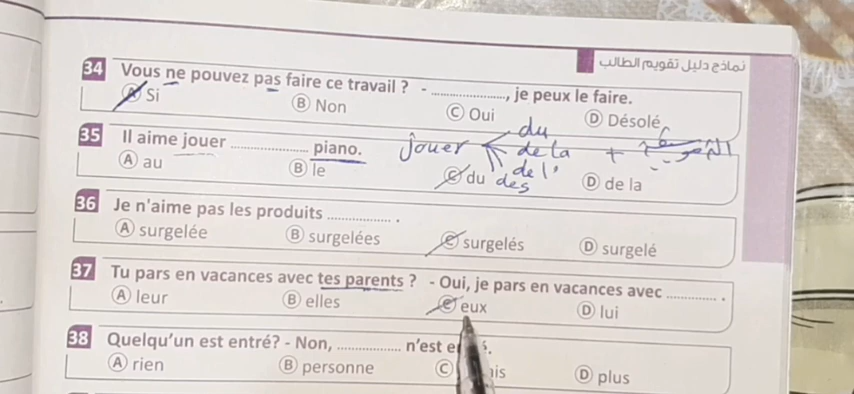 نماذج دليل تقويم الطالب
34 Vous ne pouvez pas faire ce travail ? - ...................., je peux le faire.
Ⓐ Si Ⓑ Non Ⓒ Oui Ⓓ Désolé
35 Il aime jouer .................... piano.
jouer du
de la +
de l'
des
Ⓐ au Ⓑ le Ⓒ du Ⓓ de la
36 Je n'aime pas les produits ................. .
Ⓐ surgelée Ⓑ surgelées Ⓒ surgelés Ⓓ surgelé
37 Tu pars en vacances avec tes parents ? - Oui, je pars en vacances avec ............. .
Ⓐ leur Ⓑ elles Ⓒ eux Ⓓ lui
38 Quelqu'un est entré? - Non, ................. n'est
Ⓐ rien Ⓑ personne Ⓒ Ⓓ plus